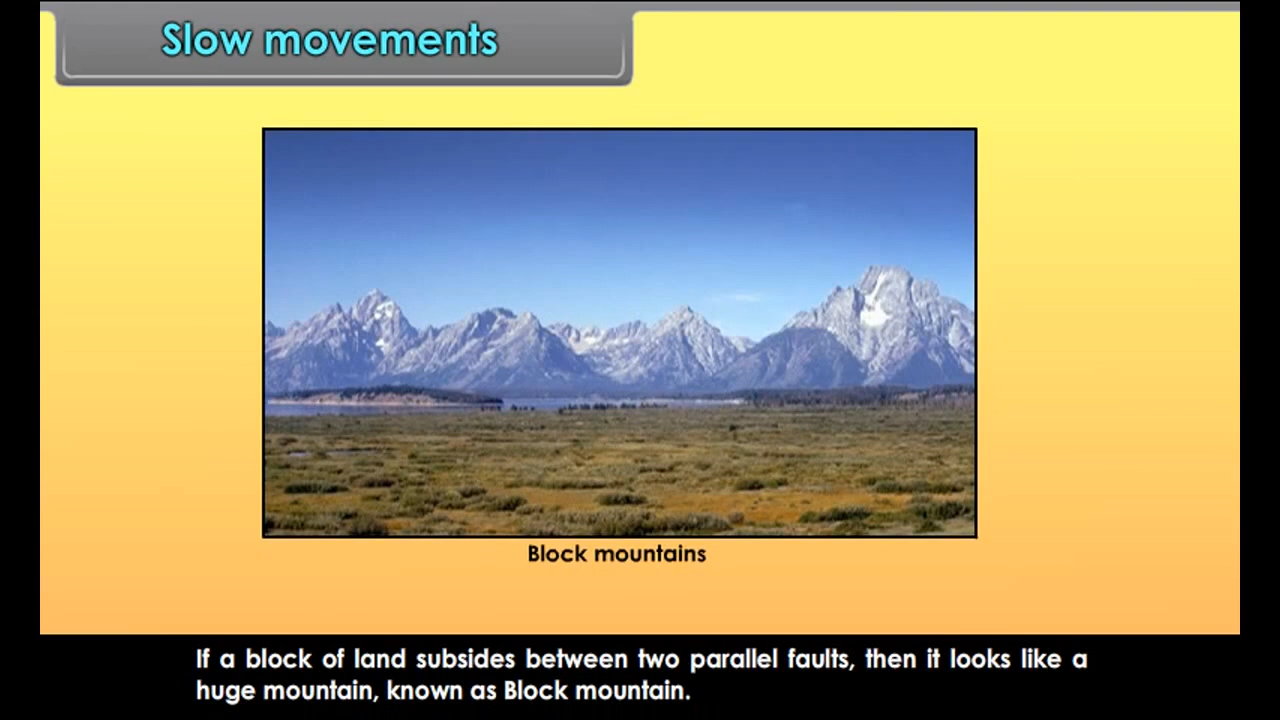 Slow movements
Block mountains
If a block of land subsides between two parallel faults, then it looks like a
huge mountain, known as Block mountain.